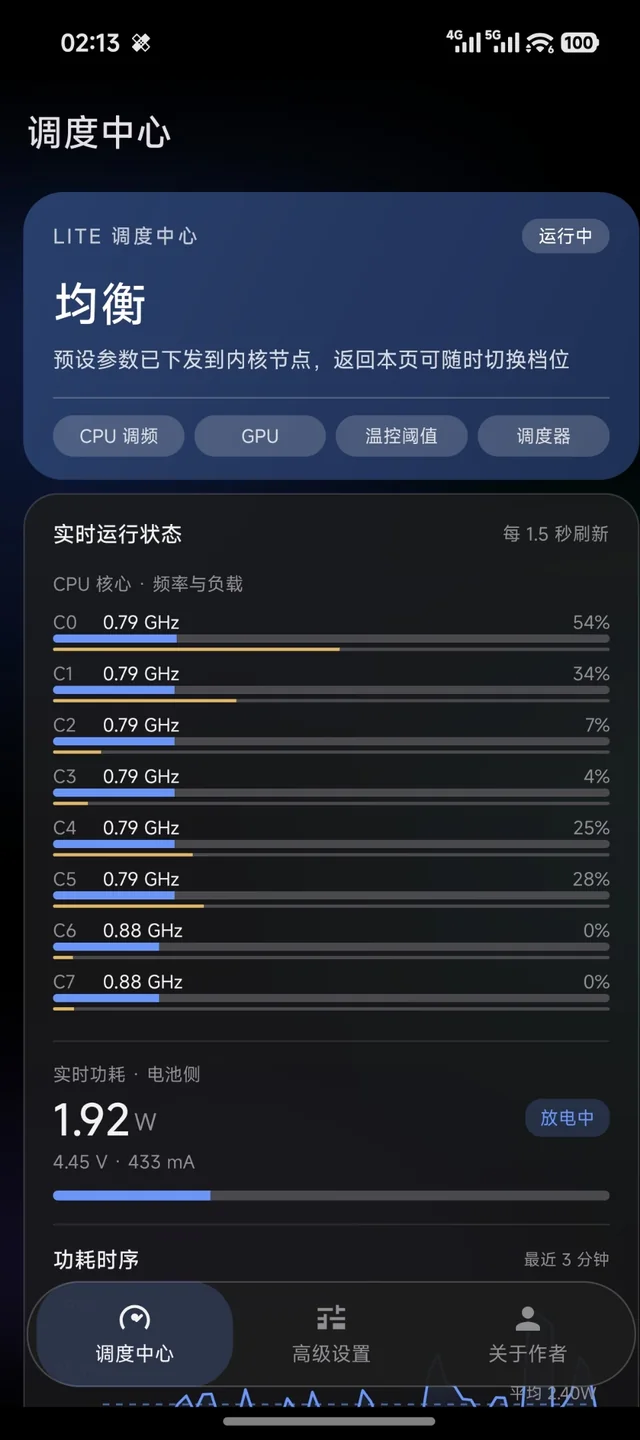 02:13 4G 5G 6 100
调度中心
LITE 调度中心 运行中
均衡
预设参数已下发到内核节点，返回本页可随时切换档位
CPU 调频 GPU 温控阈值 调度器
实时运行状态 每 1.5 秒刷新
CPU 核心 · 频率与负载
C0 0.79 GHz 54%
C1 0.79 GHz 34%
C2 0.79 GHz 7%
C3 0.79 GHz 4%
C4 0.79 GHz 25%
C5 0.79 GHz 28%
C6 0.88 GHz 0%
C7 0.88 GHz 0%
实时功耗 · 电池侧
1.92 W 放电中
4.45 V · 433 mA
功耗时序 最近 3 分钟
调度中心 高级设置 关于作者
平均 2.40W